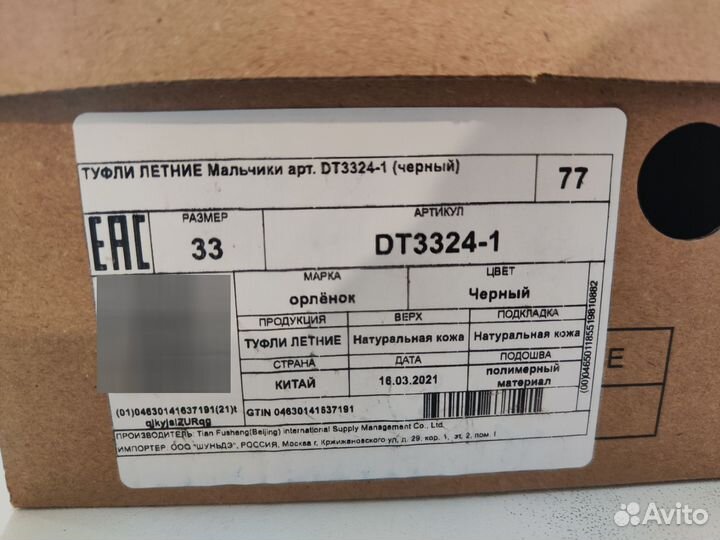 ТУФЛИ ЛЕТНИЕ Мальчики арт. DT3324-1 (черный)
77
EAC
РАЗМЕР
33
АРТИКУЛ
DT3324-1
МАРКА
орлёнок
ЦВЕТ
Черный
ПРОДУКЦИЯ
ВЕРХ
ПОДКЛАДКА
ТУФЛИ ЛЕТНИЕ
Натуральная кожа
Натуральная кожа
СТРАНА
ДАТА
ПОДОШВА
КИТАЙ
16.03.2021
полимерный
материал
(01)04630141637191(21)t
GTIN 04630141637191
(00)046501185519810882
ПРОИЗВОДИТЕЛЬ: Tian Fusheng(Beijing) International Supply Management Co., Ltd.
ИМПОРТЕР: ООО "ШУНЬДЭ", РОССИЯ, Москва г, Кржижановского ул, д. 29, кор. 1, эт. 2, пом. I
E
Avito